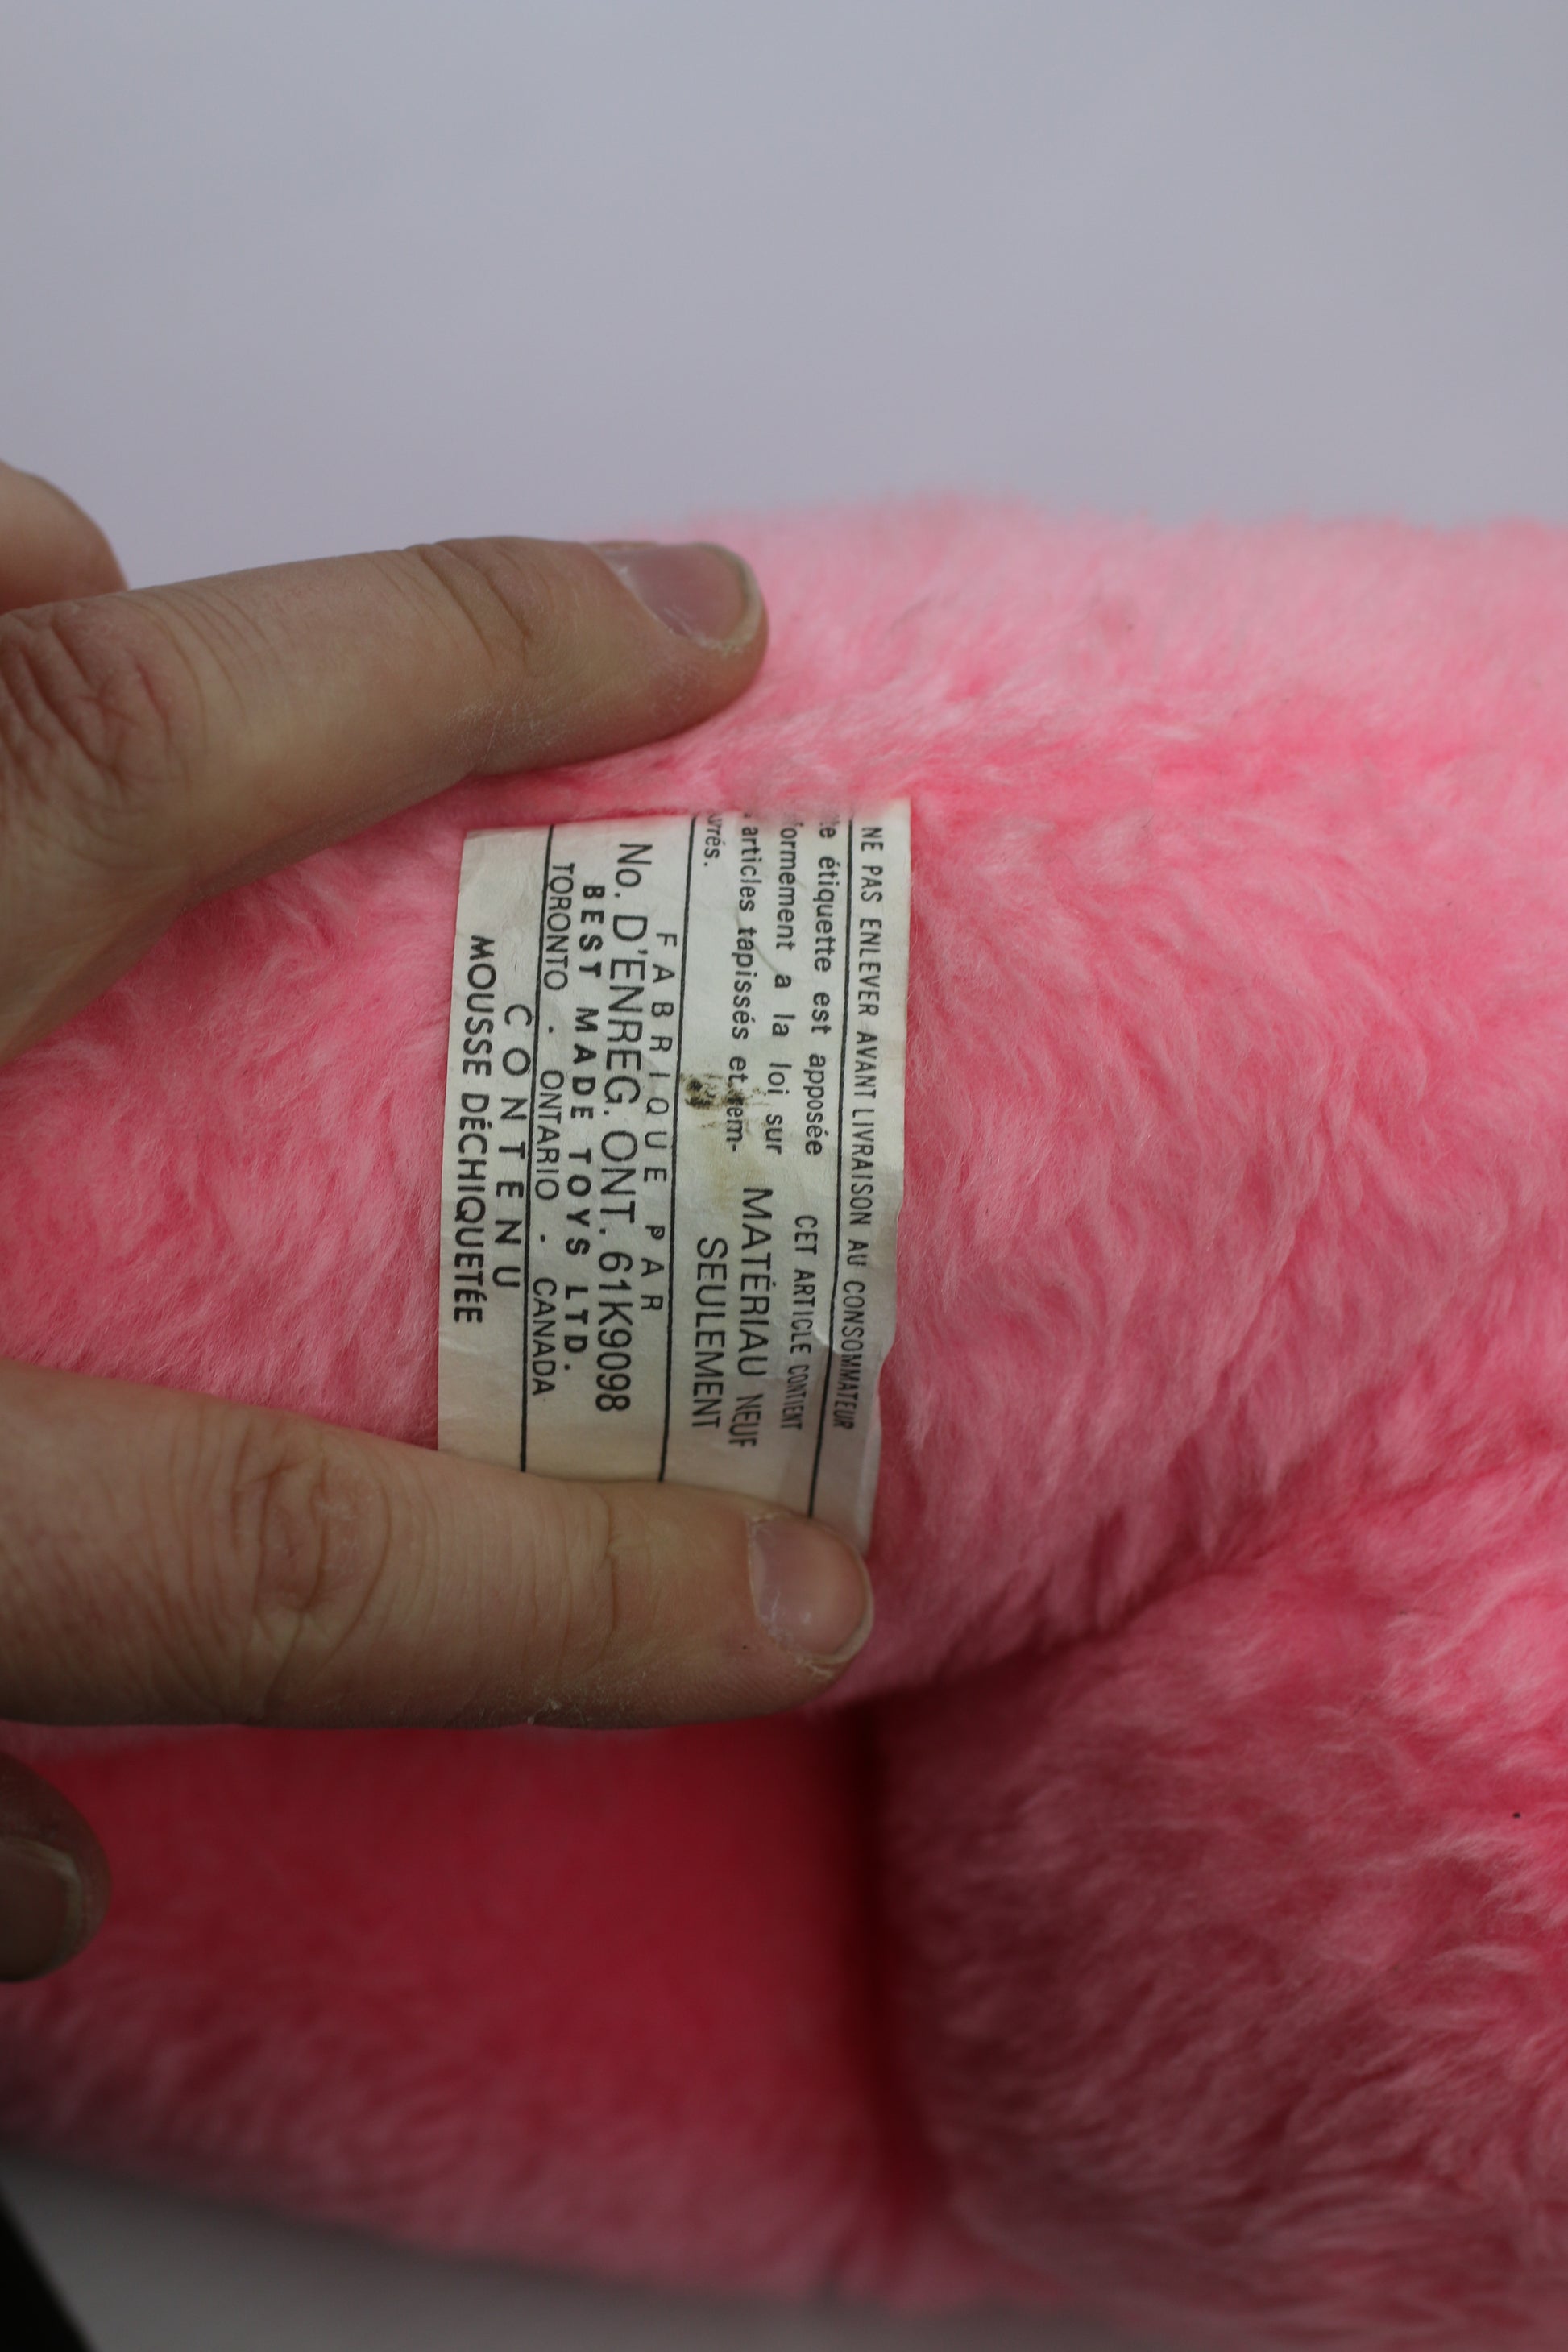 NE PAS ENLEVER AVANT LIVRAISON AU CONSOMMATEUR
étiquette est apposée
a la loi sur
articles tapissés et rem-
CET ARTICLE CONTIENT
MATÉRIAU NEUF
SEULEMENT
FABRIQUE PAR
No. D'ENREG. ONT. 61K9098
BEST MADE TOYS LTD.
TORONTO - ONTARIO - CANADA
CONTENU
MOUSSE DÉCHIQUETÉE